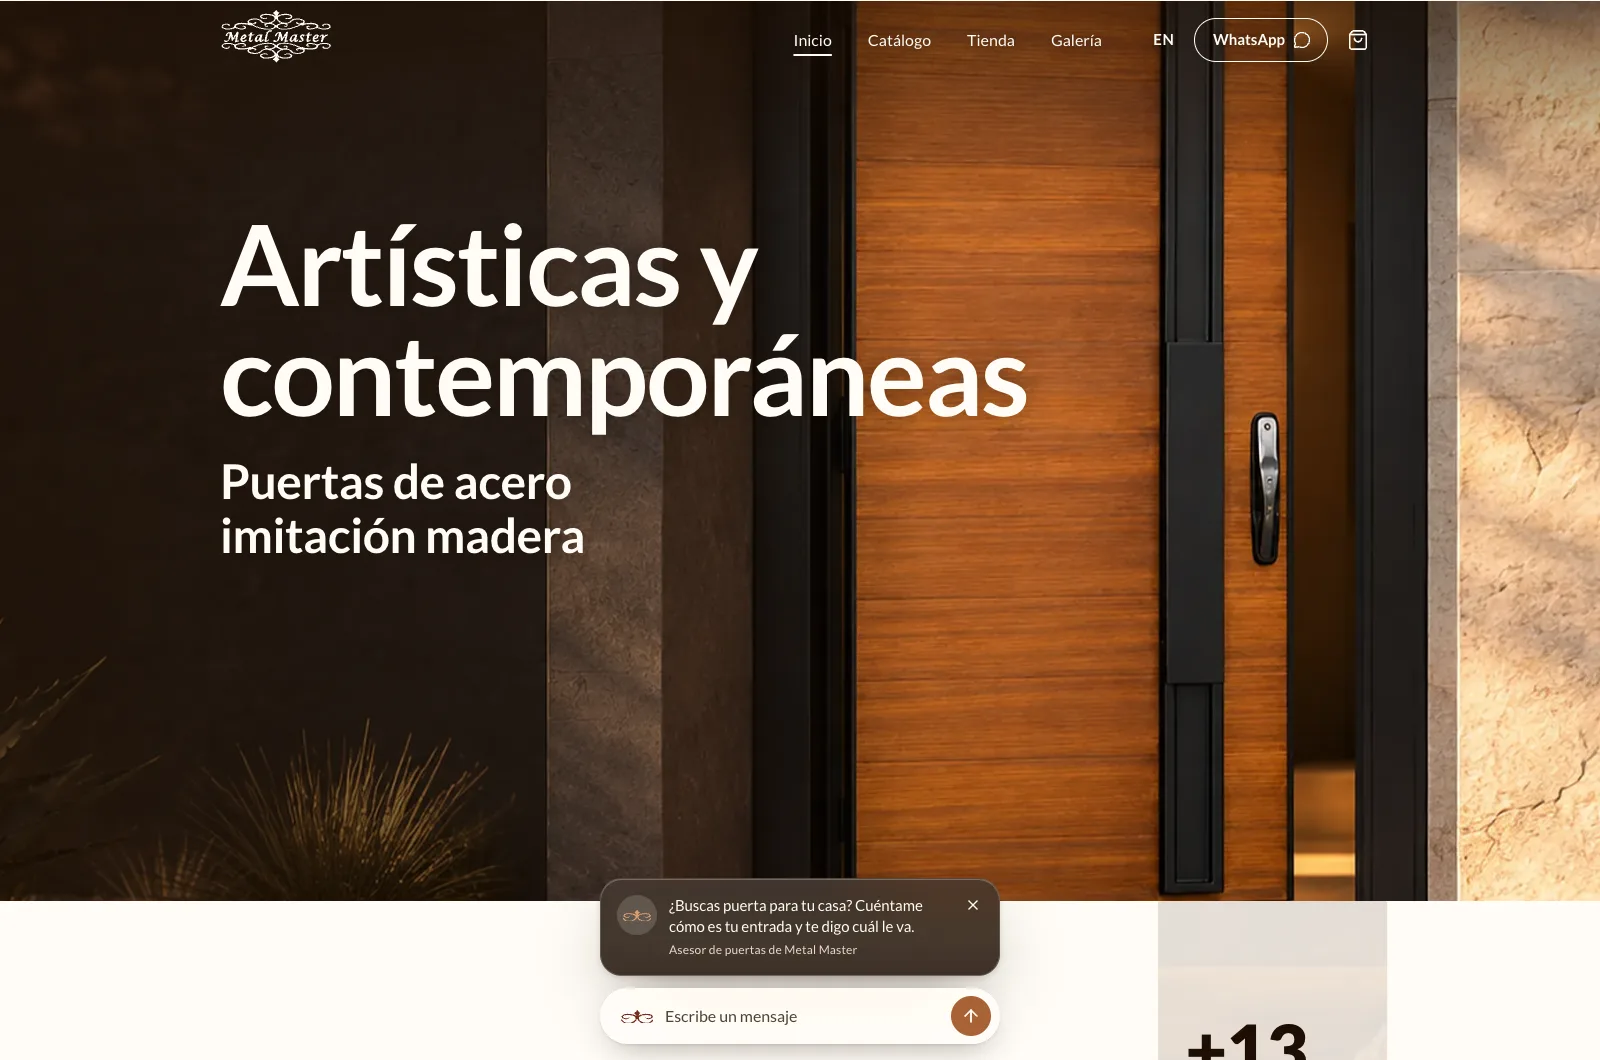 Metal Master
Inicio
Catálogo
Tienda
Galería
EN
WhatsApp
Artísticas y
contemporáneas
Puertas de acero
imitación madera
¿Buscas puerta para tu casa? Cuéntame
cómo es tu entrada y te digo cuál le va.
Asesor de puertas de Metal Master
Escribe un mensaje
+13